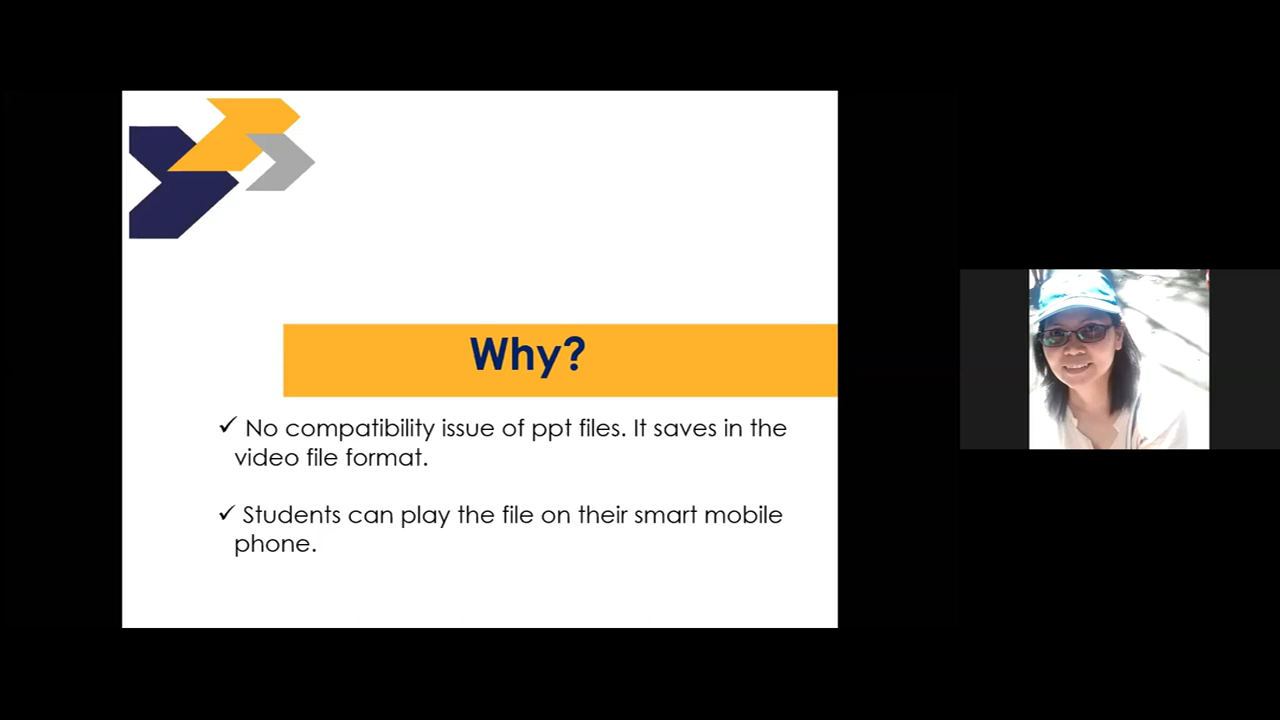 Why?
✓ No compatibility issue of ppt files. It saves in the
video file format.
✓ Students can play the file on their smart mobile
phone.